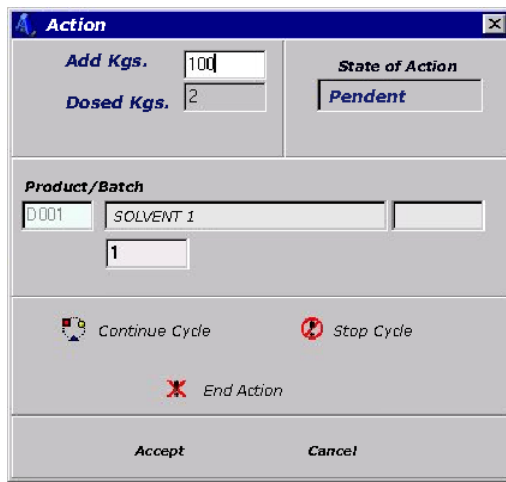 Action
Add Kgs. 100
State of Action
Dosed Kgs. 2
Pendent
Product/Batch
D001 SOLVENT 1
1
Continue Cycle Stop Cycle
End Action
Accept Cancel